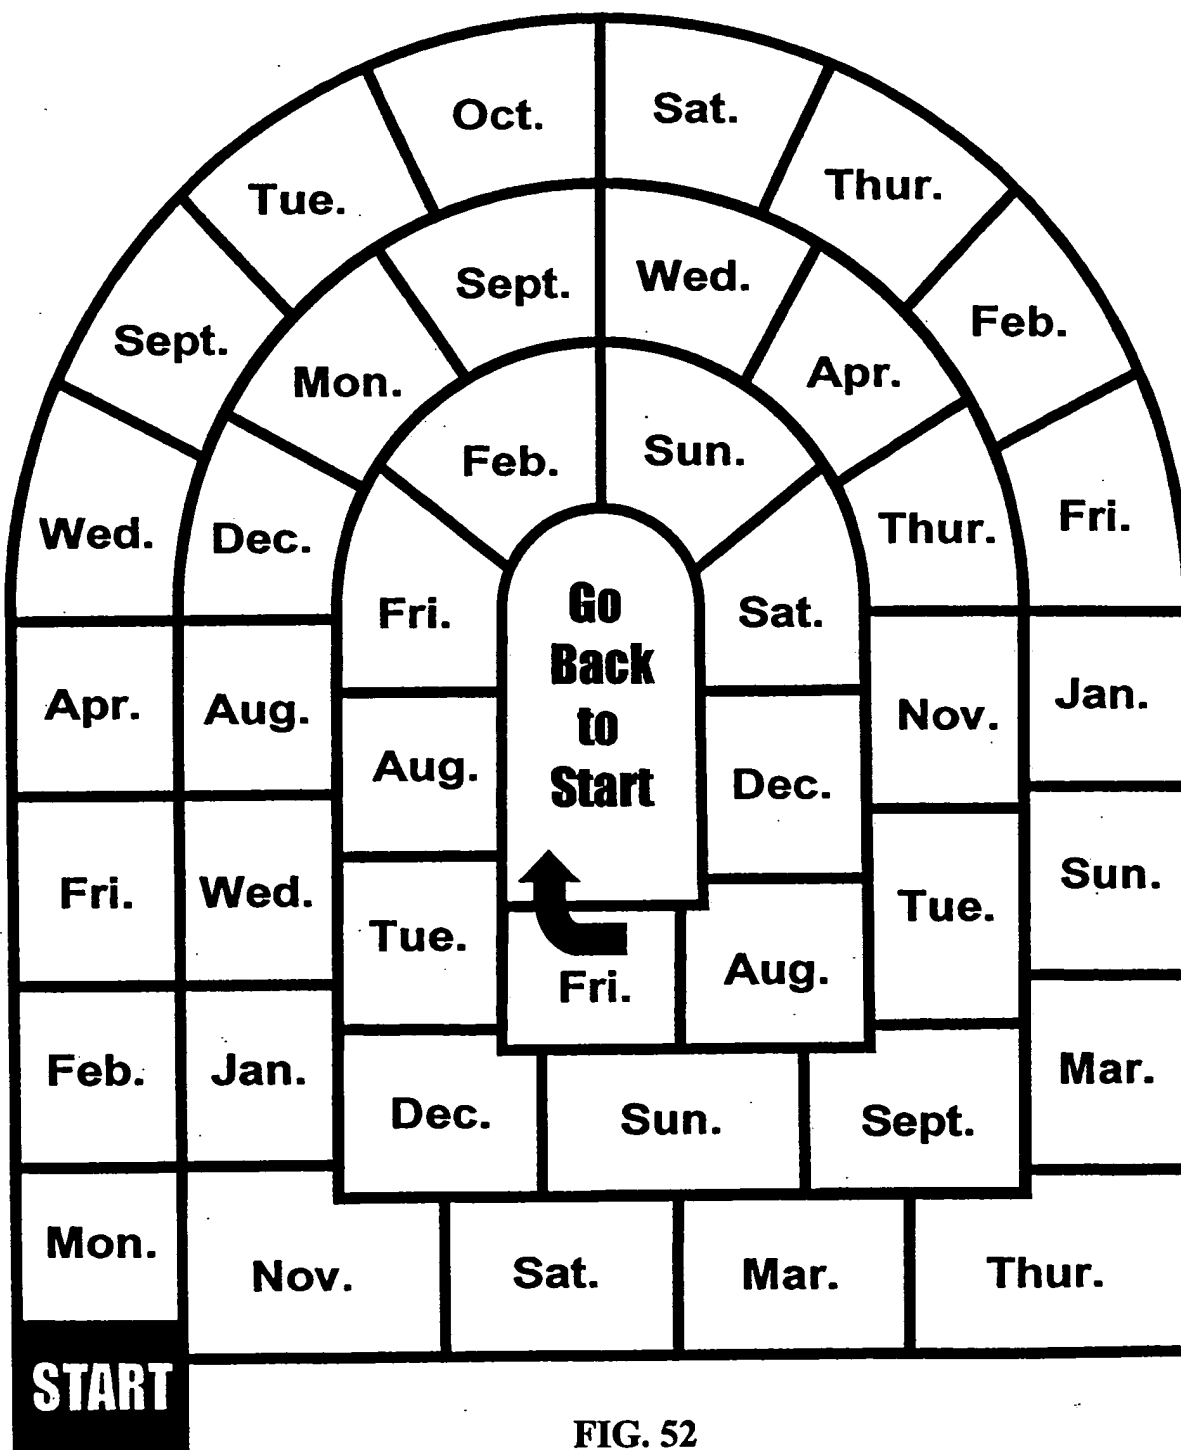 START
Mon.
Feb.
Fri.
Apr.
Wed.
Sept.
Tue.
Oct.
Sat.
Thur.
Feb.
Fri.
Jan.
Sun.
Mar.
Thur.
Mar.
Sat.
Nov.
Jan.
Wed.
Aug.
Dec.
Mon.
Sept.
Wed.
Apr.
Thur.
Nov.
Tue.
Sept.
Sun.
Dec.
Tue.
Aug.
Fri.
Feb.
Sun.
Sat.
Dec.
Aug.
Fri.
Go
Back
to
Start
FIG. 52